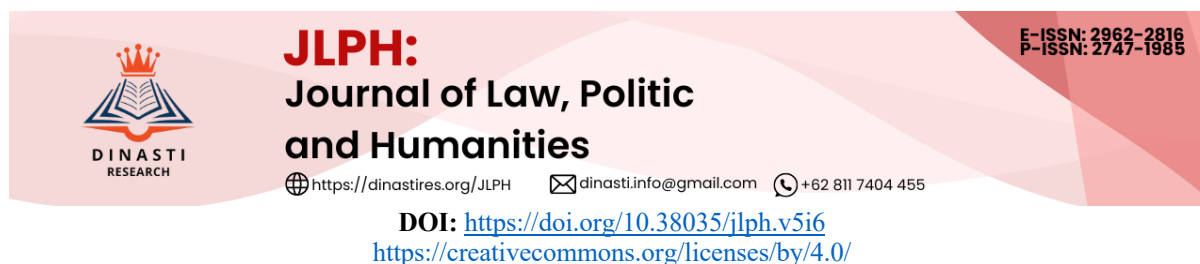 E-ISSN: 2962-2816
P-ISSN: 2747-1985
JLPH:
Journal of Law, Politic
and Humanities
DINASTI
RESEARCH
https://dinastires.org/JLPH dinasti.info@gmail.com +62 811 7404 455
DOI: https://doi.org/10.38035/jlph.v5i6
https://creativecommons.org/licenses/by/4.0/